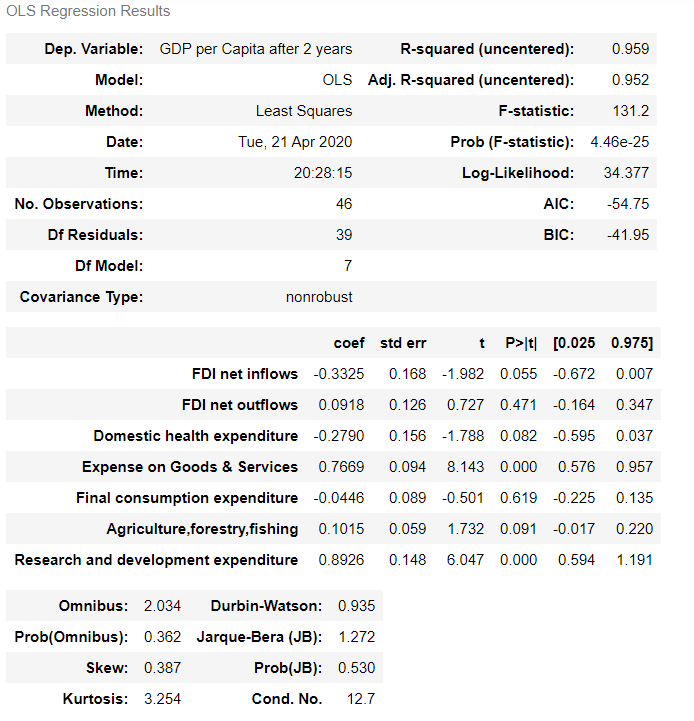 OLS Regression Results
Dep. Variable: GDP per Capita after 2 years R-squared (uncentered): 0.959
Model: OLS Adj. R-squared (uncentered): 0.952
Method: Least Squares F-statistic: 131.2
Date: Tue, 21 Apr 2020 Prob (F-statistic): 4.46e-25
Time: 20:28:15 Log-Likelihood: 34.377
No. Observations: 46 AIC: -54.75
Df Residuals: 39 BIC: -41.95
Df Model: 7
Covariance Type: nonrobust
coef std err t P>|t| [0.025 0.975]
FDI net inflows -0.3325 0.168 -1.982 0.055 -0.672 0.007
FDI net outflows 0.0918 0.126 0.727 0.471 -0.164 0.347
Domestic health expenditure -0.2790 0.156 -1.788 0.082 -0.595 0.037
Expense on Goods & Services 0.7669 0.094 8.143 0.000 0.576 0.957
Final consumption expenditure -0.0446 0.089 -0.501 0.619 -0.225 0.135
Agriculture,forestry,fishing 0.1015 0.059 1.732 0.091 -0.017 0.220
Research and development expenditure 0.8926 0.148 6.047 0.000 0.594 1.191
Omnibus: 2.034 Durbin-Watson: 0.935
Prob(Omnibus): 0.362 Jarque-Bera (JB): 1.272
Skew: 0.387 Prob(JB): 0.530
Kurtosis: 3.254 Cond. No. 12.7